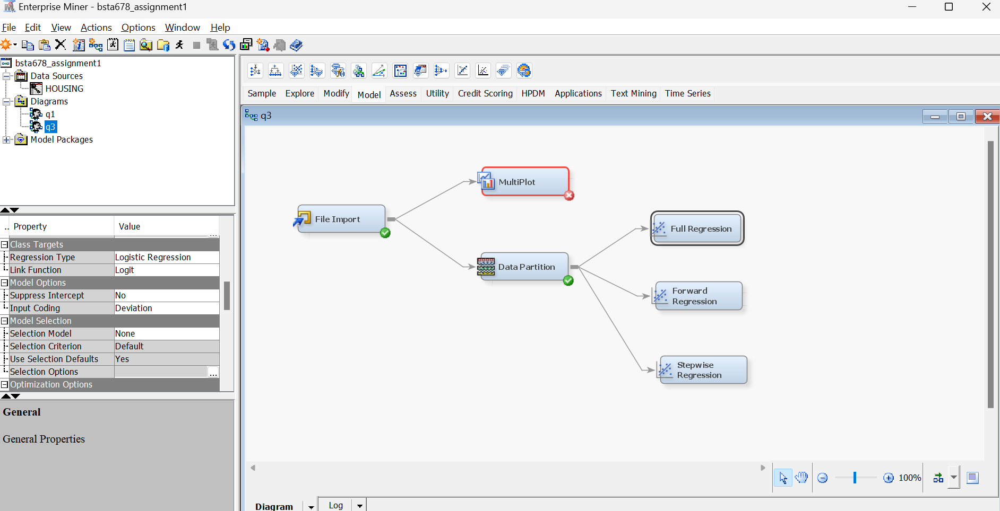 Enterprise Miner - bsta678_assignment1
File Edit View Actions Options Window Help
bsta678_assignment1
Data Sources
HOUSING
Diagrams
q1
q3
Model Packages
Sample Explore Modify Model Assess Utility Credit Scoring HPDM Applications Text Mining Time Series
q3
MultiPlot
File Import
Full Regression
Data Partition
Forward
Regression
Stepwise
Regression
.. Property Value
...
Class Targets
Regression Type Logistic Regression
Link Function Logit
Model Options
Suppress Intercept No
Input Coding Deviation
Model Selection
Selection Model None
Selection Criterion Default
Use Selection Defaults Yes
Selection Options ...
Optimization Options
General
General Properties
100%
Diagram Log